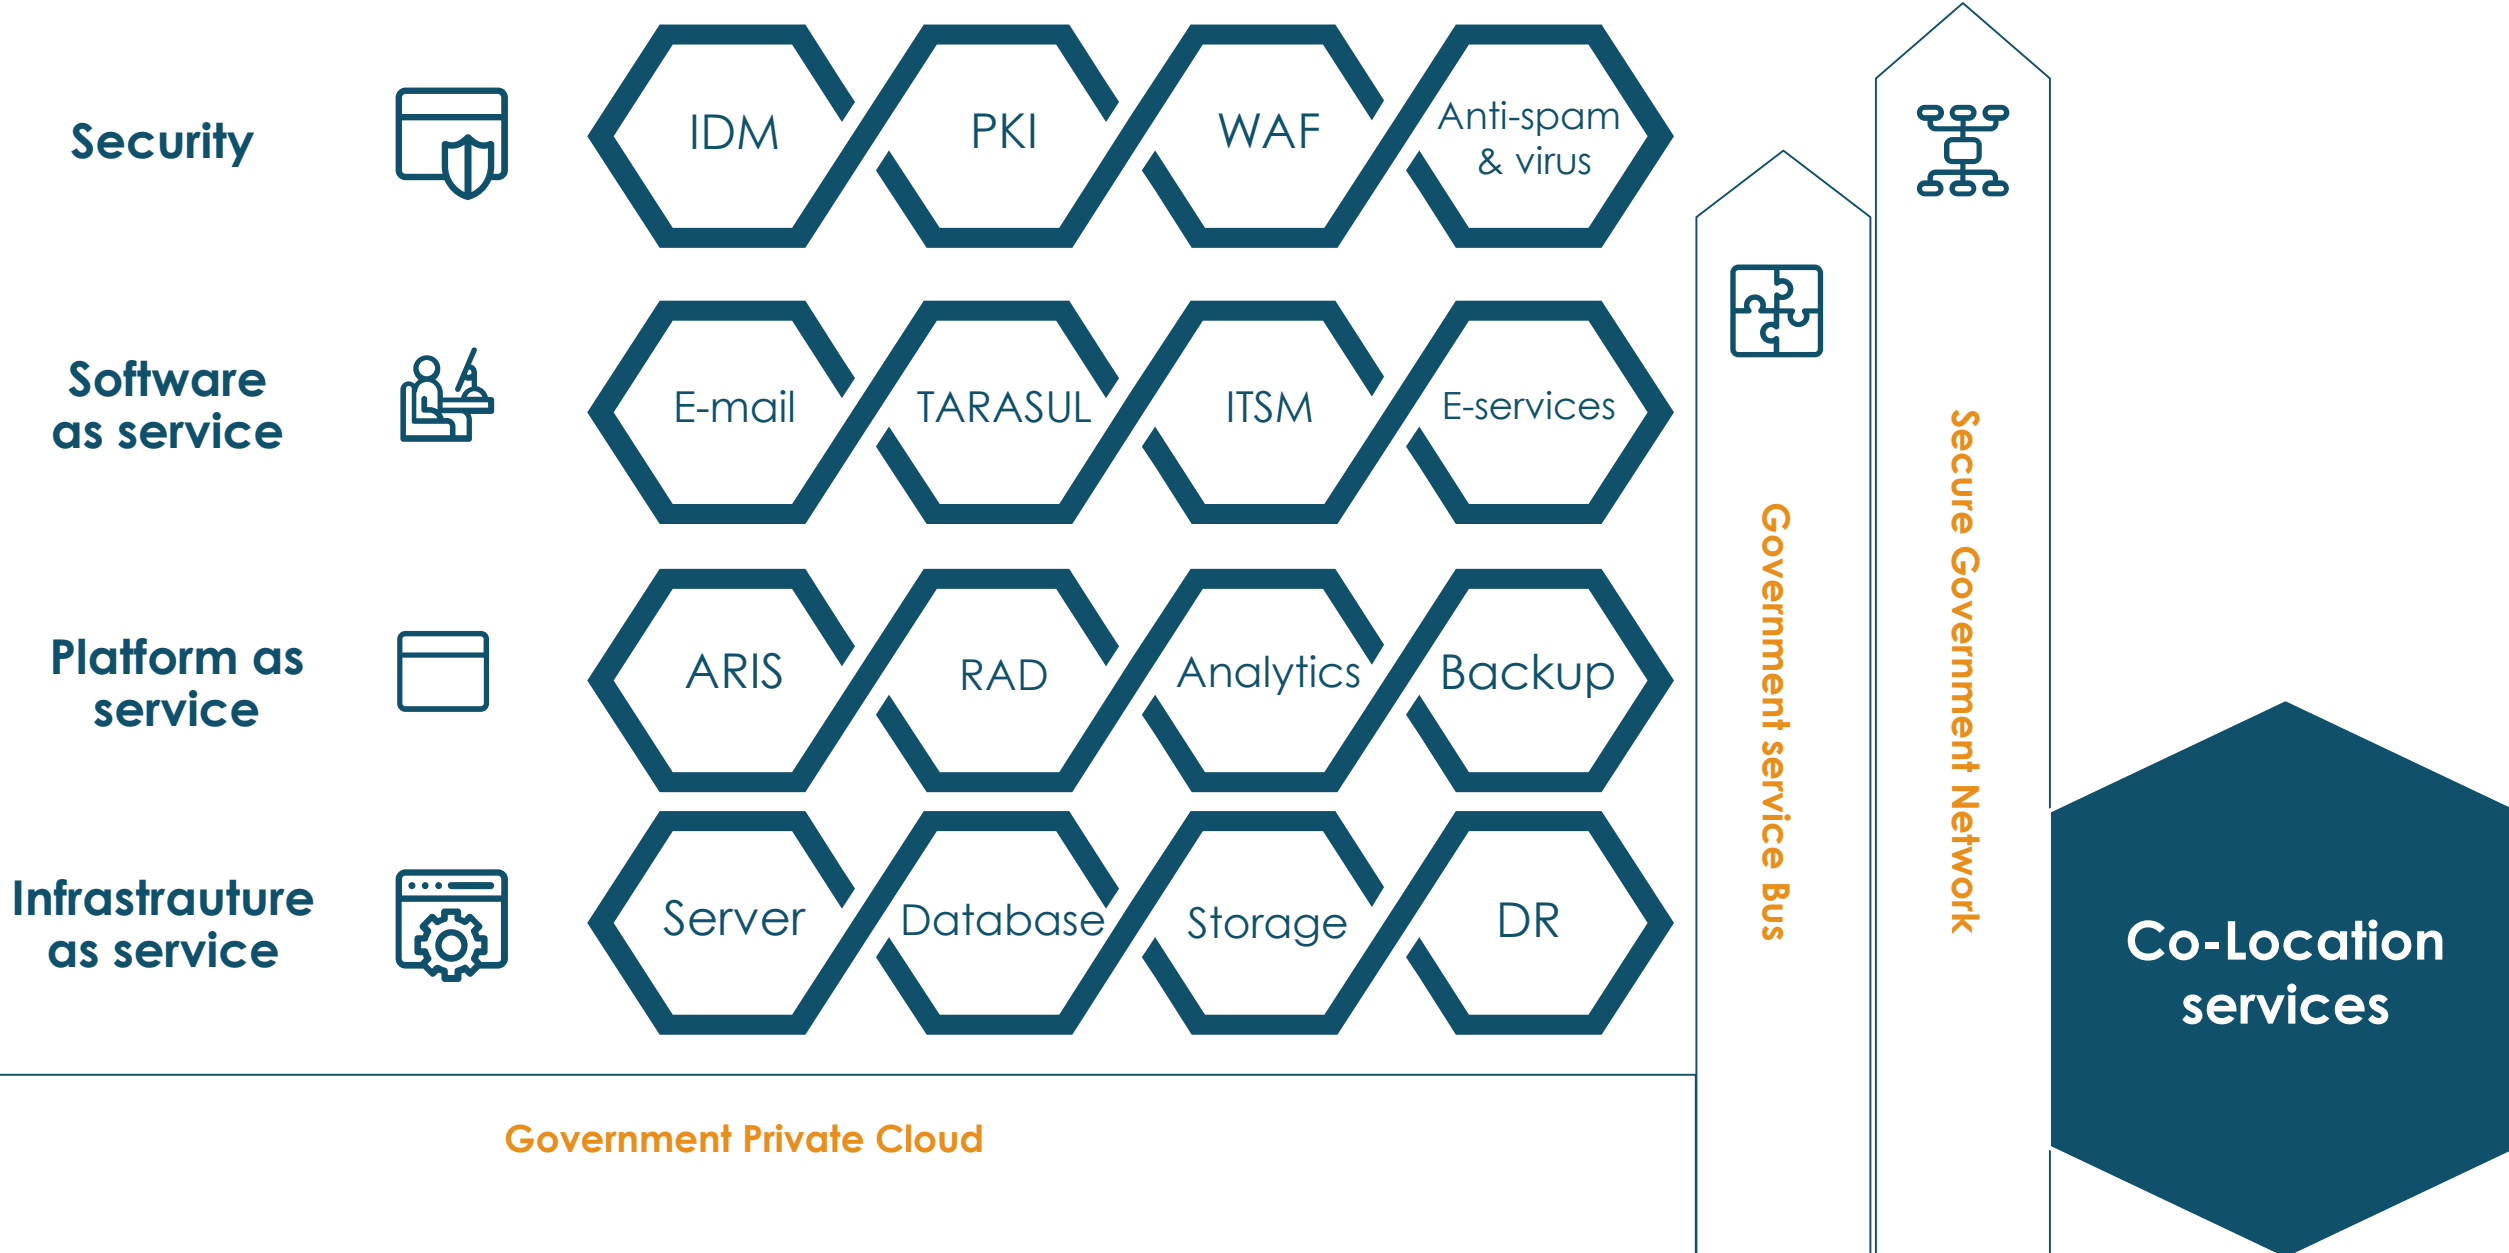 Security
IDM
PKI
WAF
Anti-spam
& virus
Software
as service
E-mail
TARASUL
ITSM
E-services
Platform as
service
ARIS
RAD
Analytics
Backup
Infrastrauture
as service
Server
Database
Storage
DR
Government Private Cloud
Government service Bus
Secure Government Network
Co-Location
services